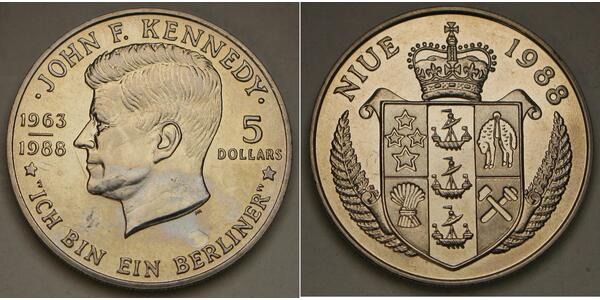 · JOHN F. KENNEDY ·
1963
1988
5
DOLLARS
"ICH BIN EIN BERLINER"
NIUE 1988